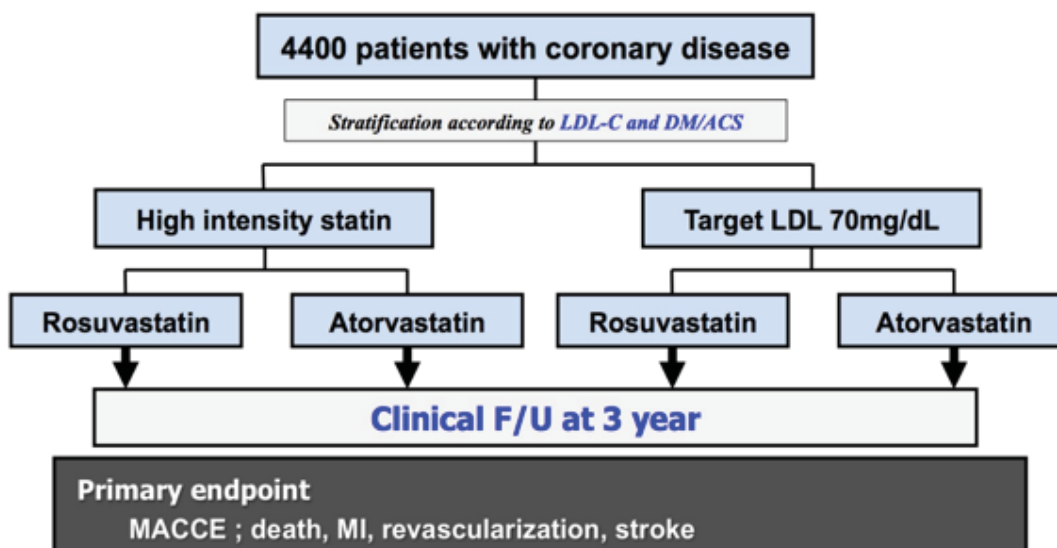 4400 patients with coronary disease
Stratification according to LDL-C and DM/ACS
High intensity statin
Target LDL 70mg/dL
Rosuvastatin
Atorvastatin
Rosuvastatin
Atorvastatin
Clinical F/U at 3 year
Primary endpoint
MACCE ; death, MI, revascularization, stroke